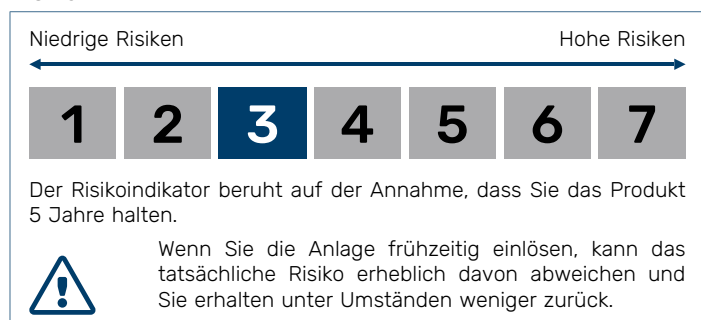 Niedrige Risiken Hohe Risiken
1 2 3 4 5 6 7
Der Risikoindikator beruht auf der Annahme, dass Sie das Produkt
5 Jahre halten.
Wenn Sie die Anlage frühzeitig einlösen, kann das
tatsächliche Risiko erheblich davon abweichen und
Sie erhalten unter Umständen weniger zurück.